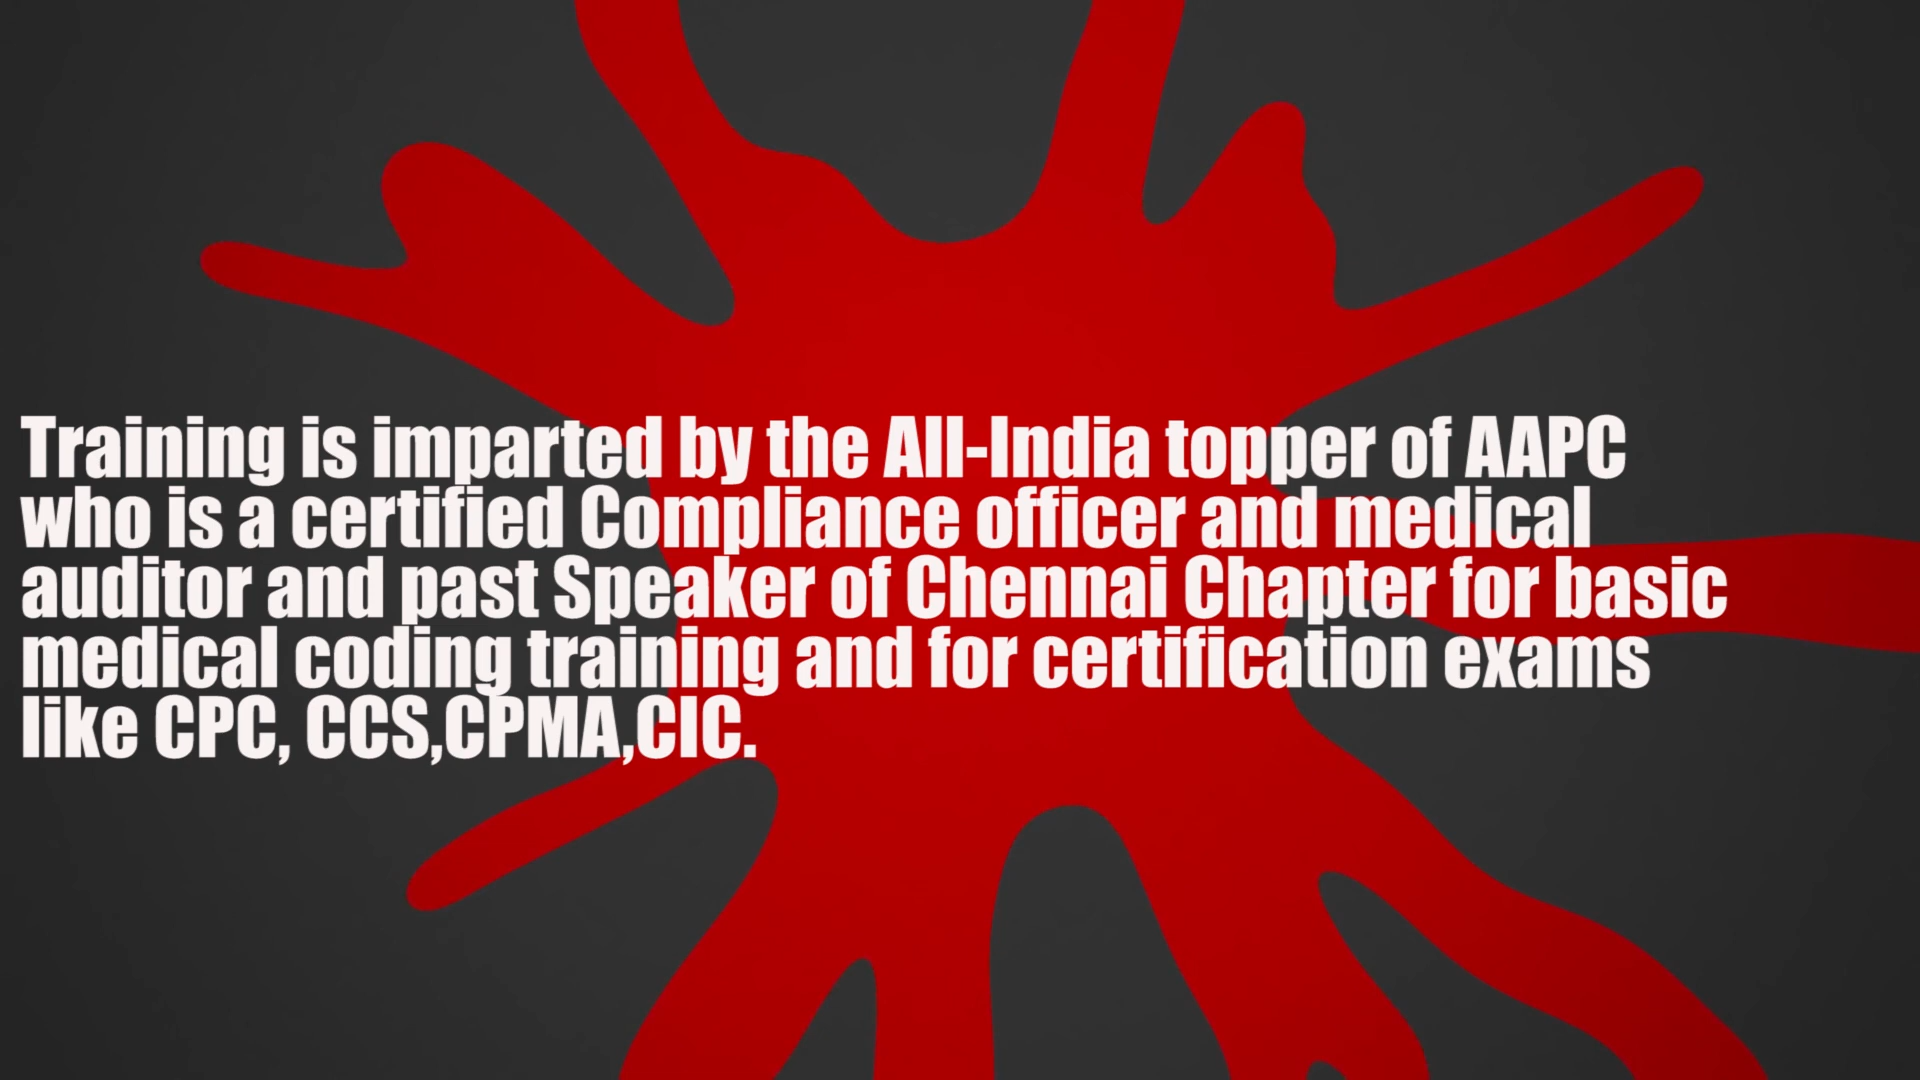 Training is imparted by the All-India topper of AAPC
who is a certified Compliance officer and medical
auditor and past Speaker of Chennai Chapter for basic
medical coding training and for certification exams
like CPC, CCS,CPMA,CIC.